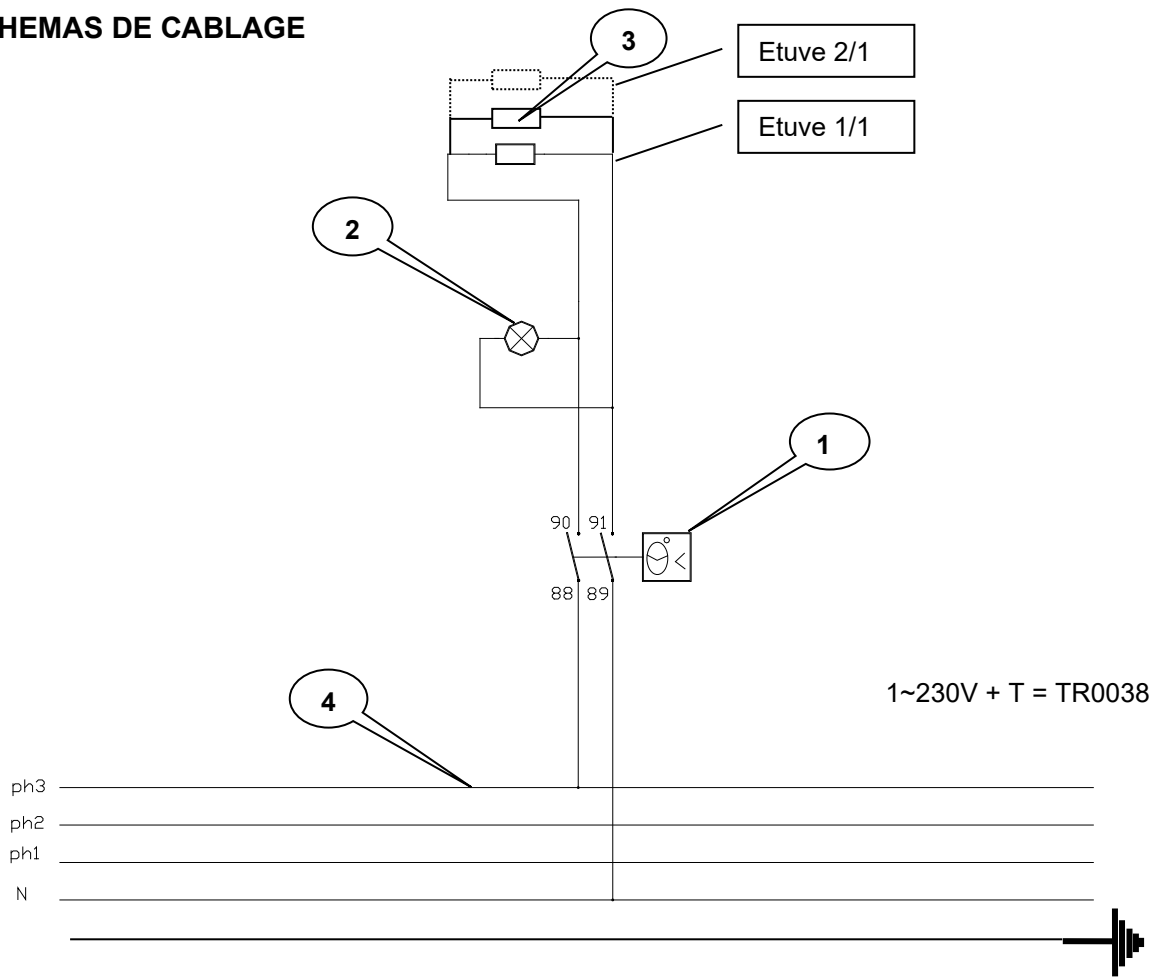 HEMAS DE CABLAGE
3
Etuve 2/1
Etuve 1/1
2
1
90 91
88 89
1~230V + T = TR0038
4
ph3
ph2
ph1
N